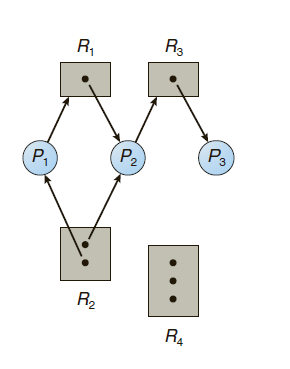 R₁ R₃
P₁ P₂ P₃
R₂
R₄